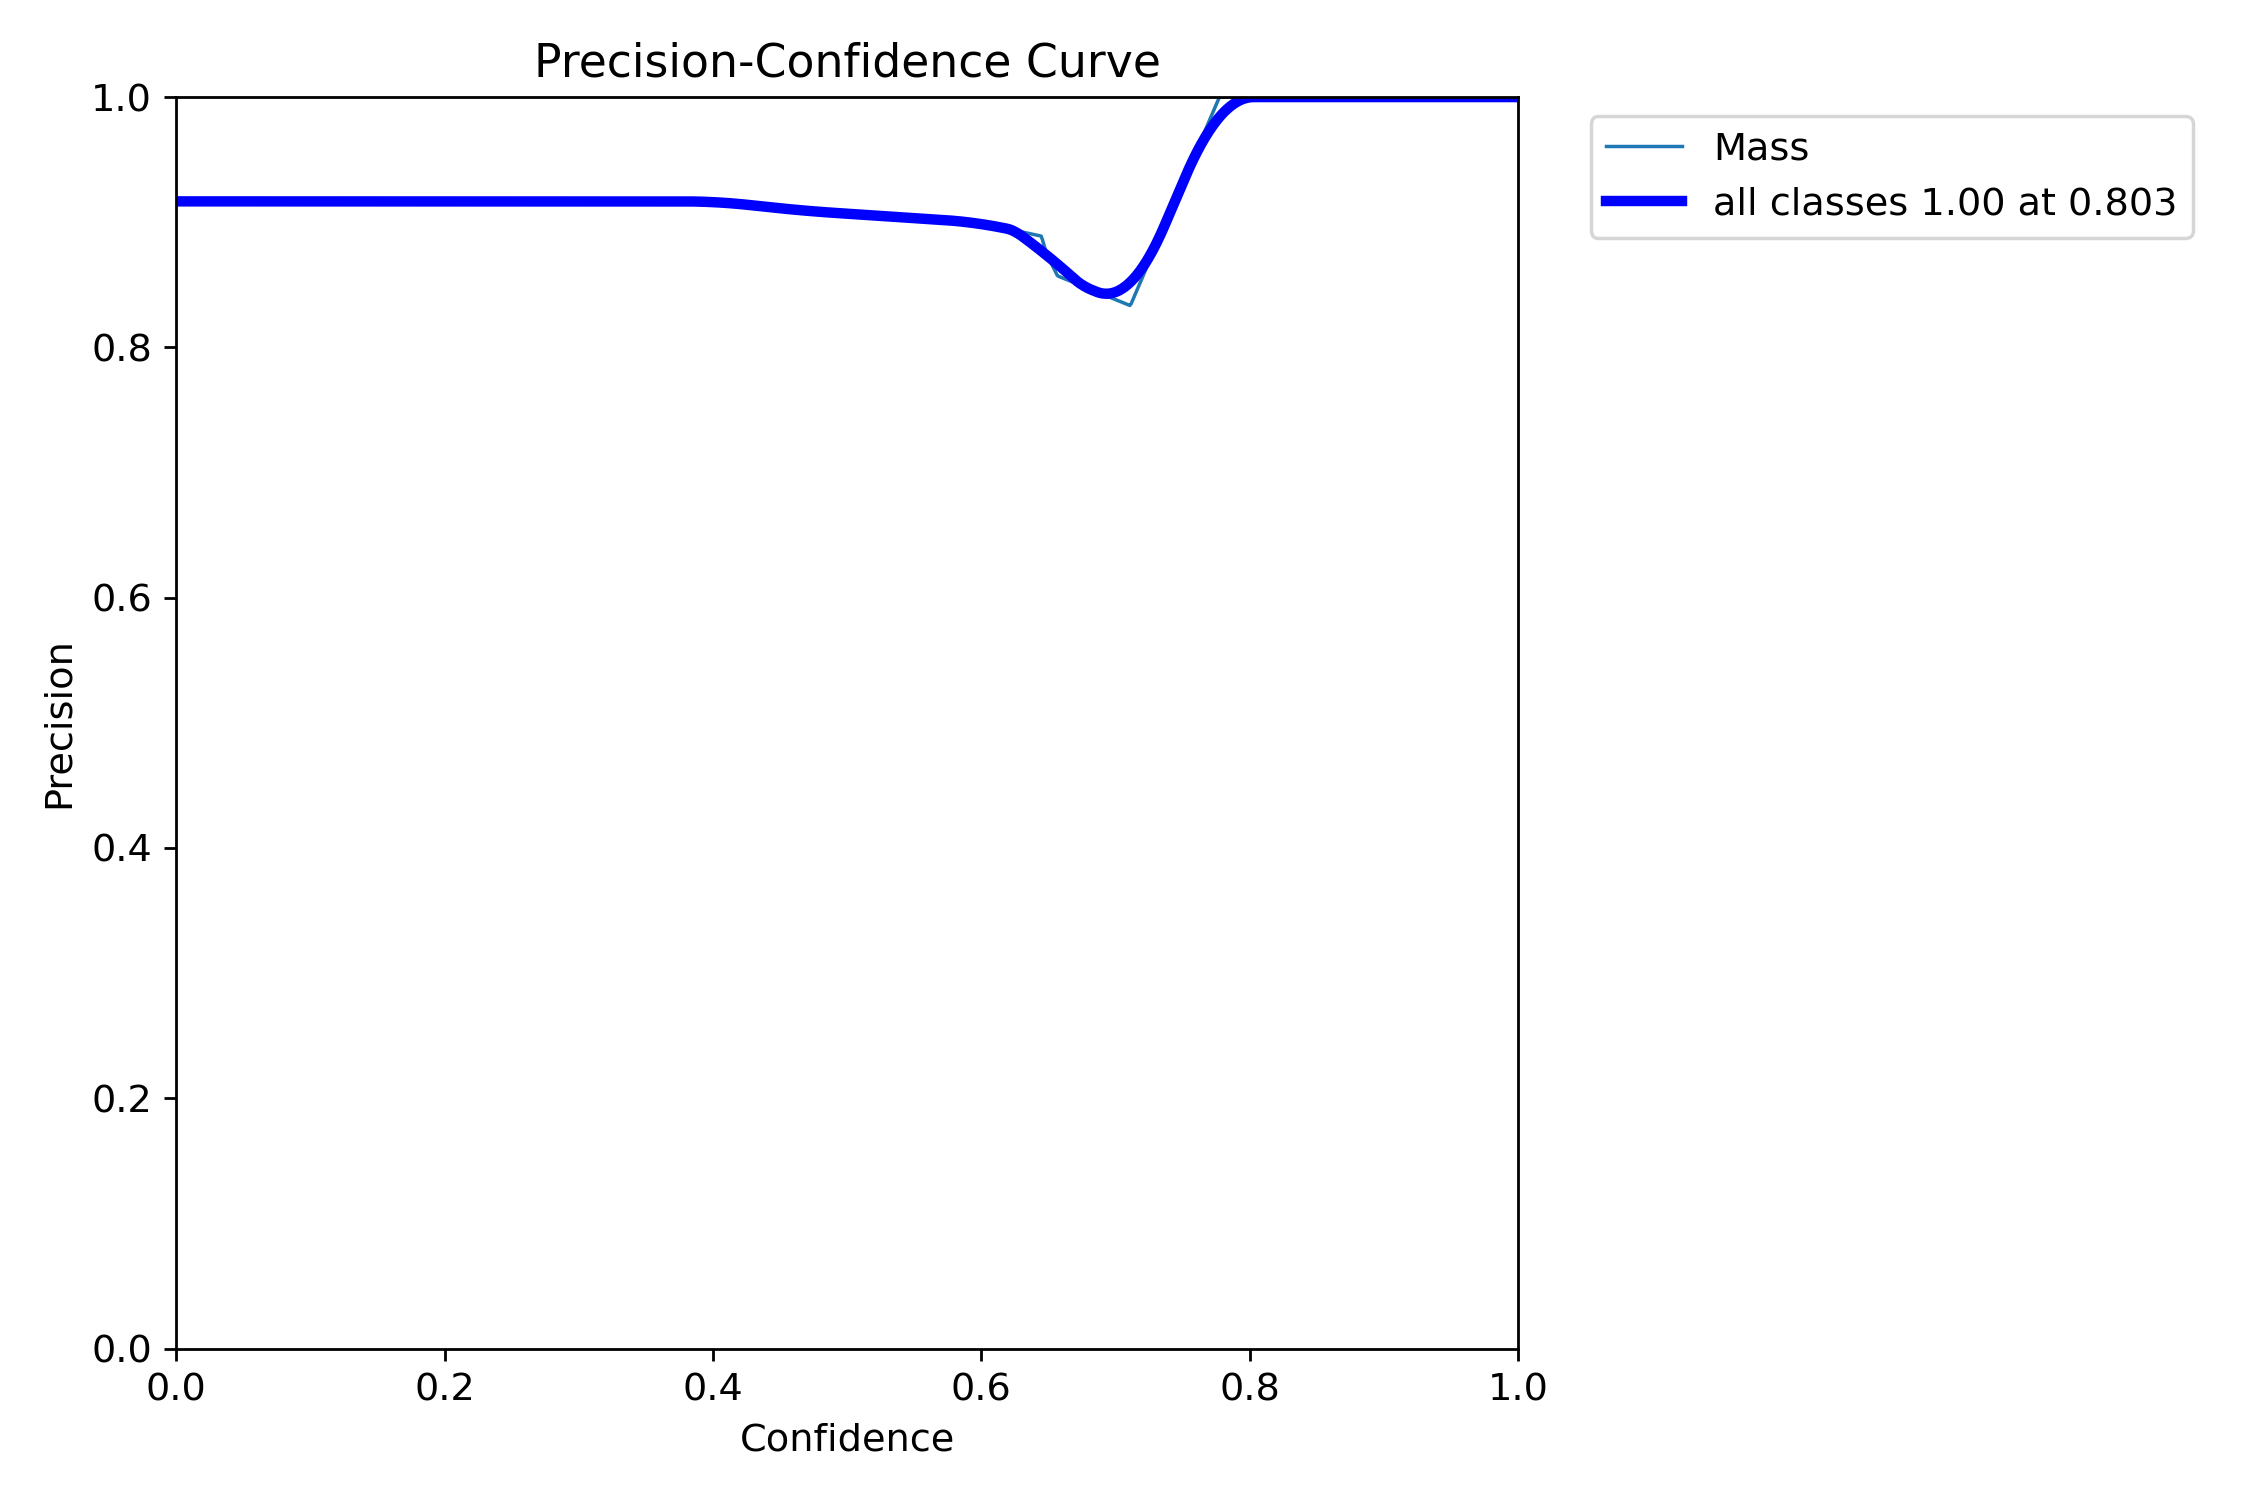 Precision-Confidence Curve
1.0
0.8
0.6
0.4
0.2
0.0
Precision
0.0 0.2 0.4 0.6 0.8 1.0
Confidence
Mass
all classes 1.00 at 0.803